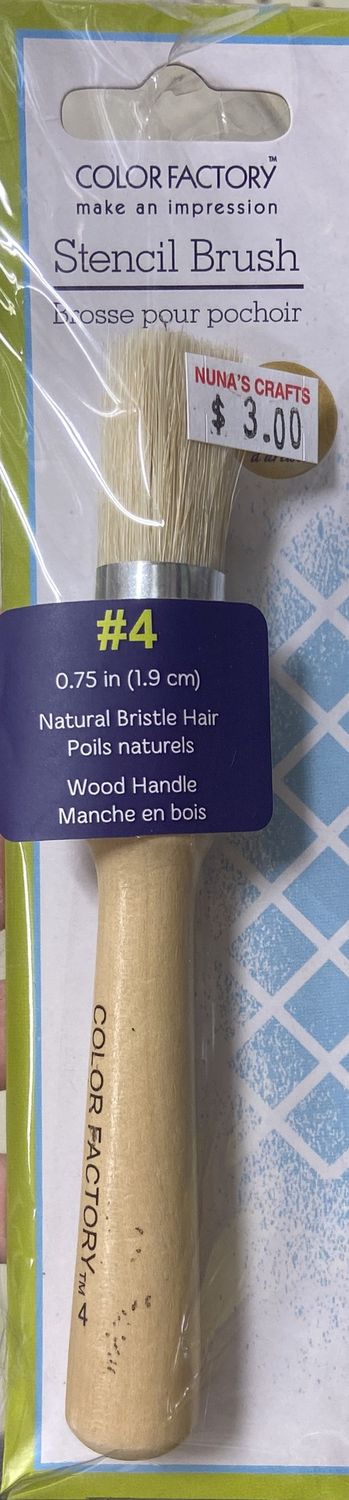 COLOR FACTORY™
make an impression
Stencil Brush
Brosse pour pochoir
NUNA'S CRAFTS
$ 3.00
#4
0.75 in (1.9 cm)
Natural Bristle Hair
Poils naturels
Wood Handle
Manche en bois
COLOR FACTORY™ 4